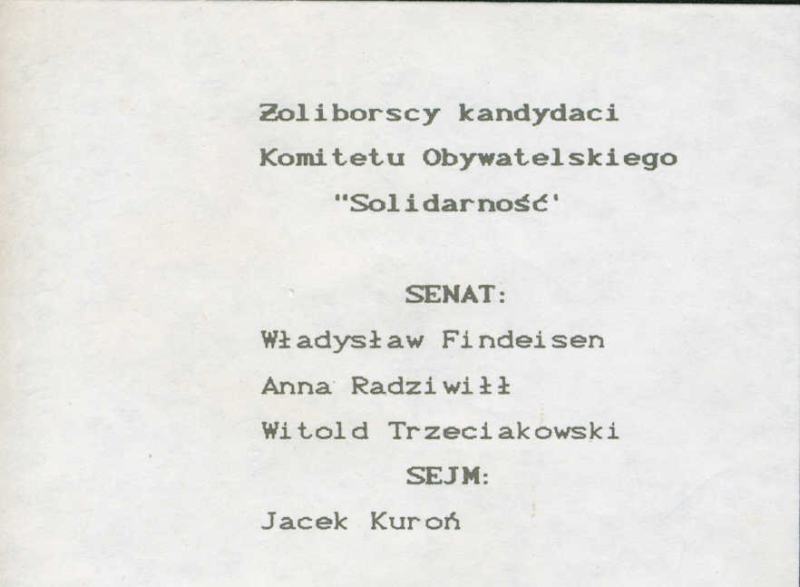 Żoliborscy kandydaci
Komitetu Obywatelskiego
"Solidarność'
SENAT:
Władysław Findeisen
Anna Radziwiłł
Witold Trzeciakowski
SEJM:
Jacek Kuroń